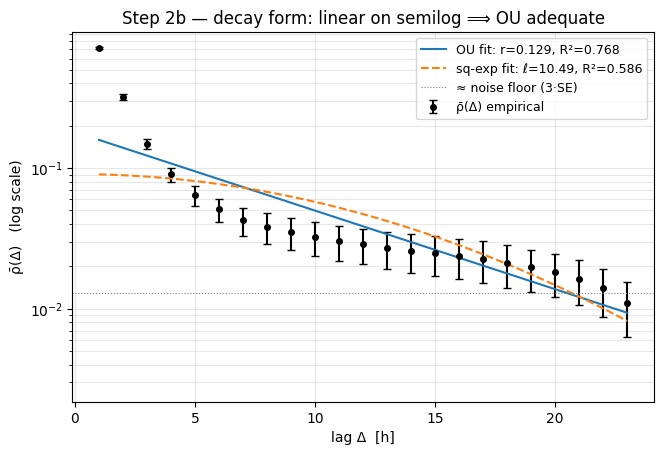 Step 2b — decay form: linear on semilog ⟹ OU adequate
OU fit: r=0.129, R²=0.768
sq-exp fit: ℓ=10.49, R²=0.586
≈ noise floor (3·SE)
ρ̄(Δ) empirical
ρ̄(Δ)   (log scale)
10⁻¹
10⁻²
0
5
10
15
20
lag Δ  [h]